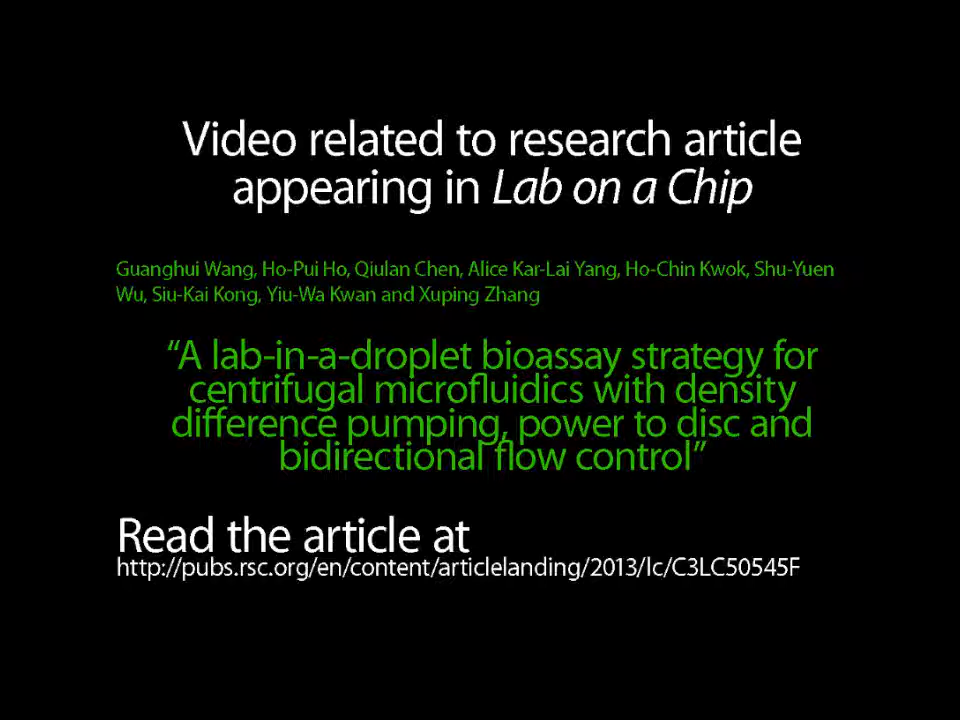 Video related to research article
appearing in Lab on a Chip
Guanghui Wang, Ho-Pui Ho, Qiulan Chen, Alice Kar-Lai Yang, Ho-Chin Kwok, Shu-Yuen
Wu, Siu-Kai Kong, Yiu-Wa Kwan and Xuping Zhang
“A lab-in-a-droplet bioassay strategy for
centrifugal microfluidics with density
difference pumping, power to disc and
bidirectional flow control”
Read the article at
http://pubs.rsc.org/en/content/articlelanding/2013/lc/C3LC50545F